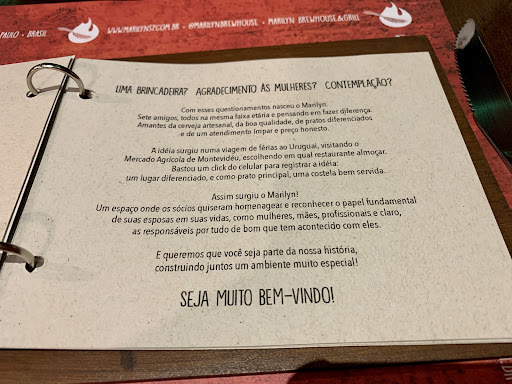 PAULO • BRASIL WWW.MARILYNSP.COM.BR • @MARILYNBREWHOUSE • MARILYN BREWHOUSE&GRILL
UMA BRINCADEIRA? AGRADECIMENTO ÀS MULHERES? CONTEMPLAÇÃO?
Com esses questionamentos nasceu o Marilyn.
Sete amigos, todos na mesma faixa etária e pensando em fazer diferença.
Amantes da cerveja artesanal, da boa qualidade, de pratos diferenciados
e de um atendimento ímpar e preço honesto.
A idéia surgiu numa viagem de férias ao Uruguai, visitando o
Mercado Agrícola de Montevidéu, escolhendo em qual restaurante almoçar.
Bastou um click do celular para registrar a idéia:
um lugar diferenciado, e como prato principal, uma costela bem servida.
Assim surgiu o Marilyn!
Um espaço onde os sócios quiseram homenagear e reconhecer o papel fundamental
de suas esposas em suas vidas, como mulheres, mães, profissionais e claro,
as responsáveis por tudo de bom que tem acontecido com eles.
E queremos que você seja parte da nossa história,
construindo juntos um ambiente muito especial!
SEJA MUITO BEM-VINDO!